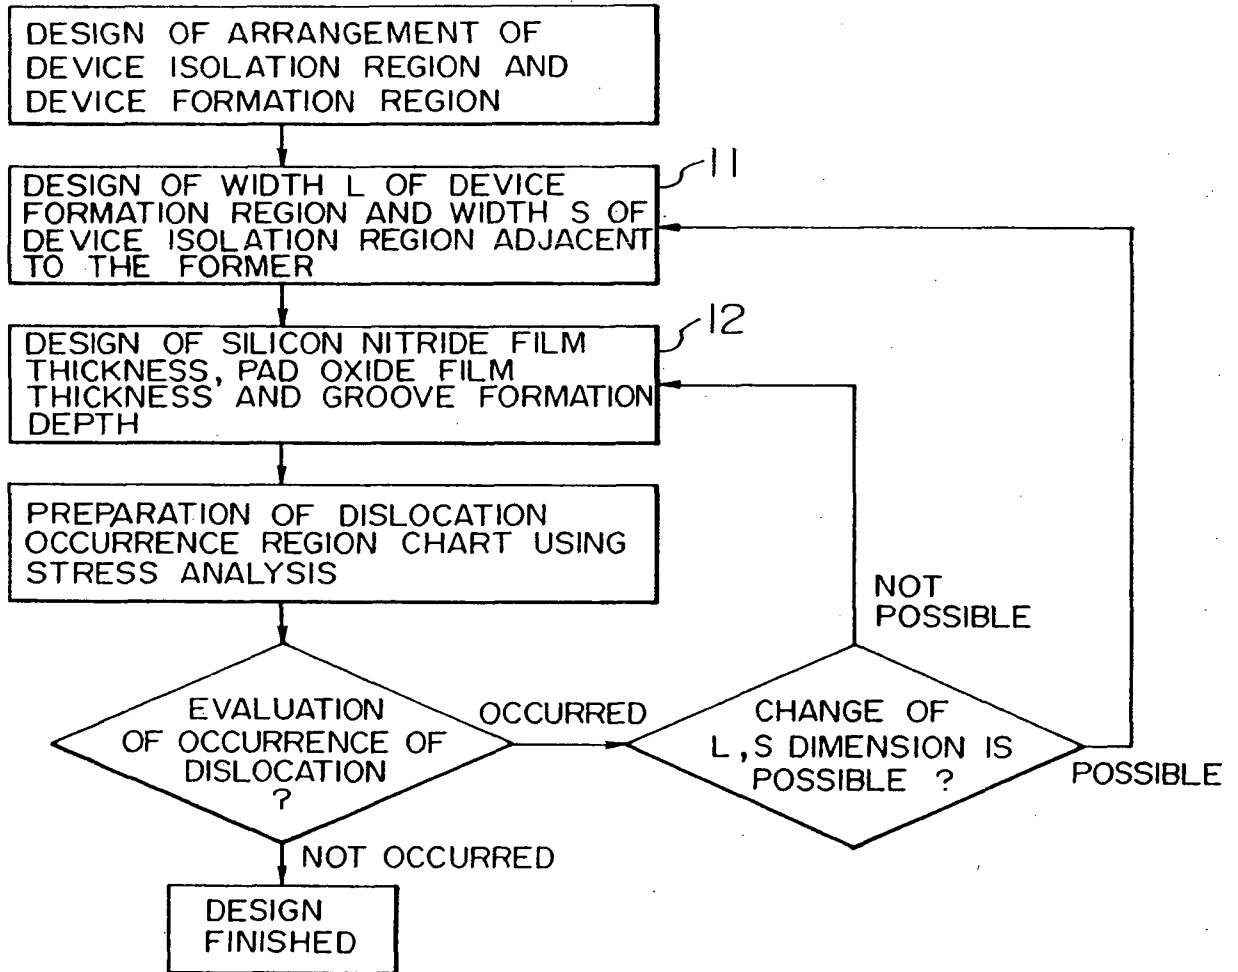 DESIGN OF ARRANGEMENT OF
DEVICE ISOLATION REGION AND
DEVICE FORMATION REGION
11
DESIGN OF WIDTH L OF DEVICE
FORMATION REGION AND WIDTH S OF
DEVICE ISOLATION REGION ADJACENT
TO THE FORMER
12
DESIGN OF SILICON NITRIDE FILM
THICKNESS, PAD OXIDE FILM
THICKNESS AND GROOVE FORMATION
DEPTH
PREPARATION OF DISLOCATION
OCCURRENCE REGION CHART USING
STRESS ANALYSIS
NOT
POSSIBLE
EVALUATION
OF OCCURRENCE OF
DISLOCATION
?
OCCURRED
CHANGE OF
L,S DIMENSION IS
POSSIBLE ?
POSSIBLE
NOT OCCURRED
DESIGN
FINISHED